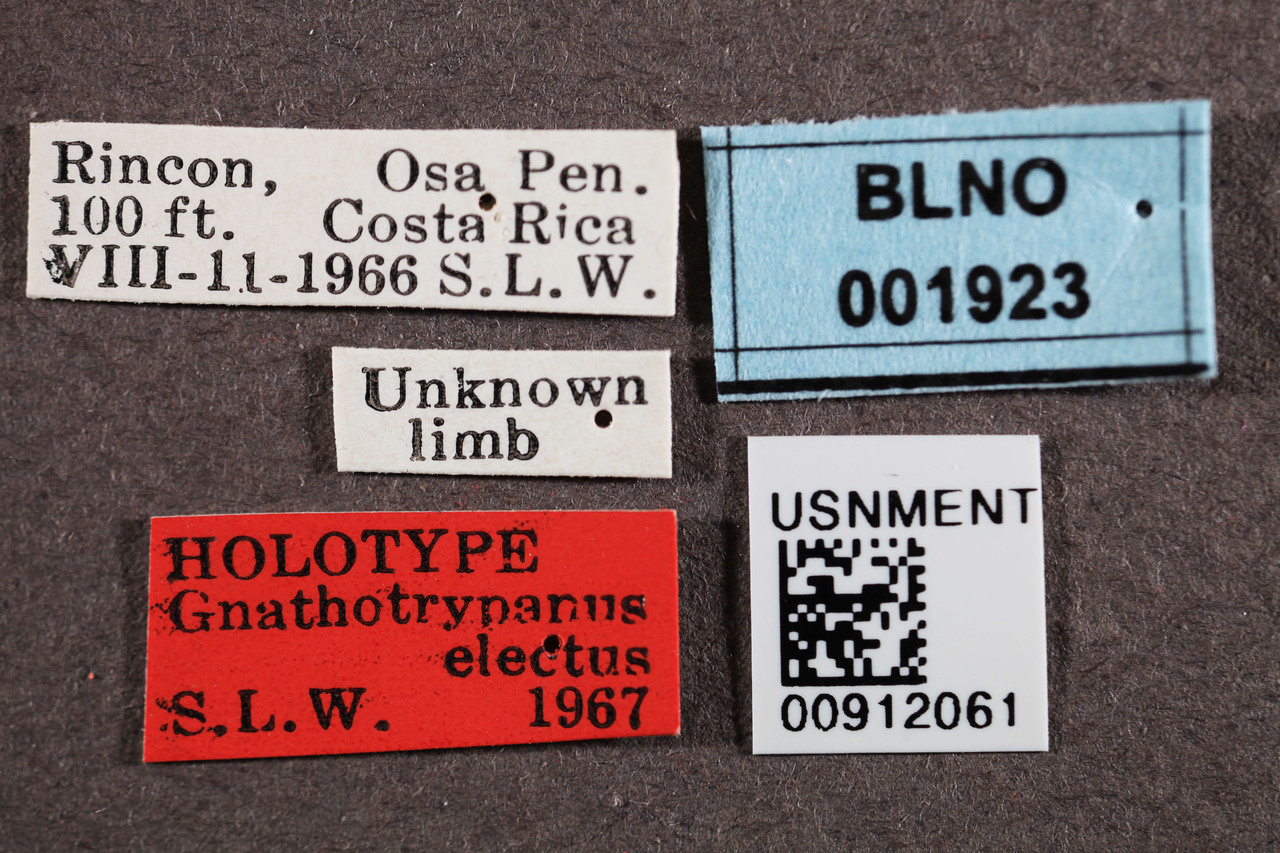 Rincon, Osa Pen.
100 ft. Costa Rica
VIII-11-1966 S.L.W.
Unknown
limb
HOLOTYPE
Gnathotrypanus
electus
S.L.W. 1967
BLNO
001923
USNMENT
00912061